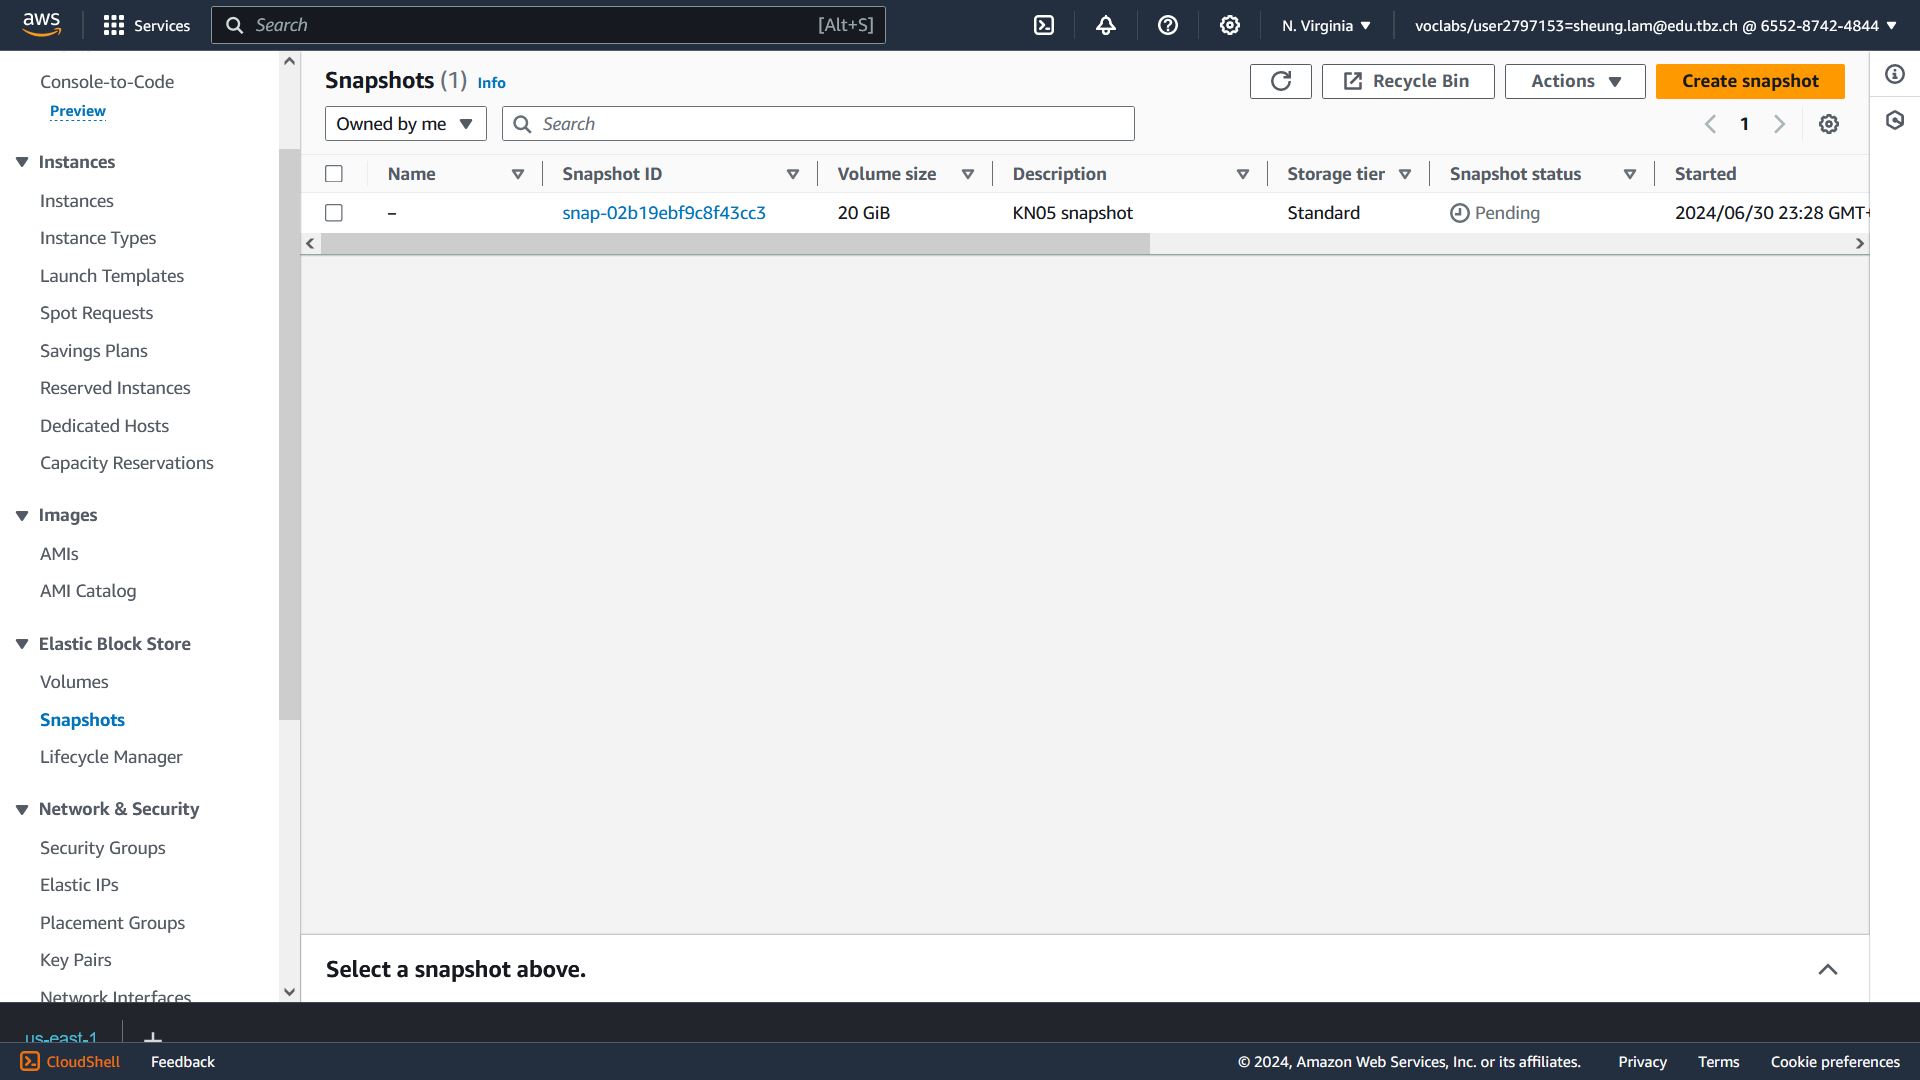 aws
Services
Search [Alt+S]
N. Virginia
voclabs/user2797153=sheung.lam@edu.tbz.ch @ 6552-8742-4844
Console-to-Code
Preview
Instances
Instances
Instance Types
Launch Templates
Spot Requests
Savings Plans
Reserved Instances
Dedicated Hosts
Capacity Reservations
Images
AMIs
AMI Catalog
Elastic Block Store
Volumes
Snapshots
Lifecycle Manager
Network & Security
Security Groups
Elastic IPs
Placement Groups
Key Pairs
Network Interfaces
Snapshots (1) Info
Recycle Bin
Actions
Create snapshot
Owned by me
Search
1
Name Snapshot ID Volume size Description Storage tier Snapshot status Started
– snap-02b19ebf9c8f43cc3 20 GiB KN05 snapshot Standard Pending 2024/06/30 23:28 GMT+
Select a snapshot above.
us-east-1
CloudShell Feedback © 2024, Amazon Web Services, Inc. or its affiliates. Privacy Terms Cookie preferences